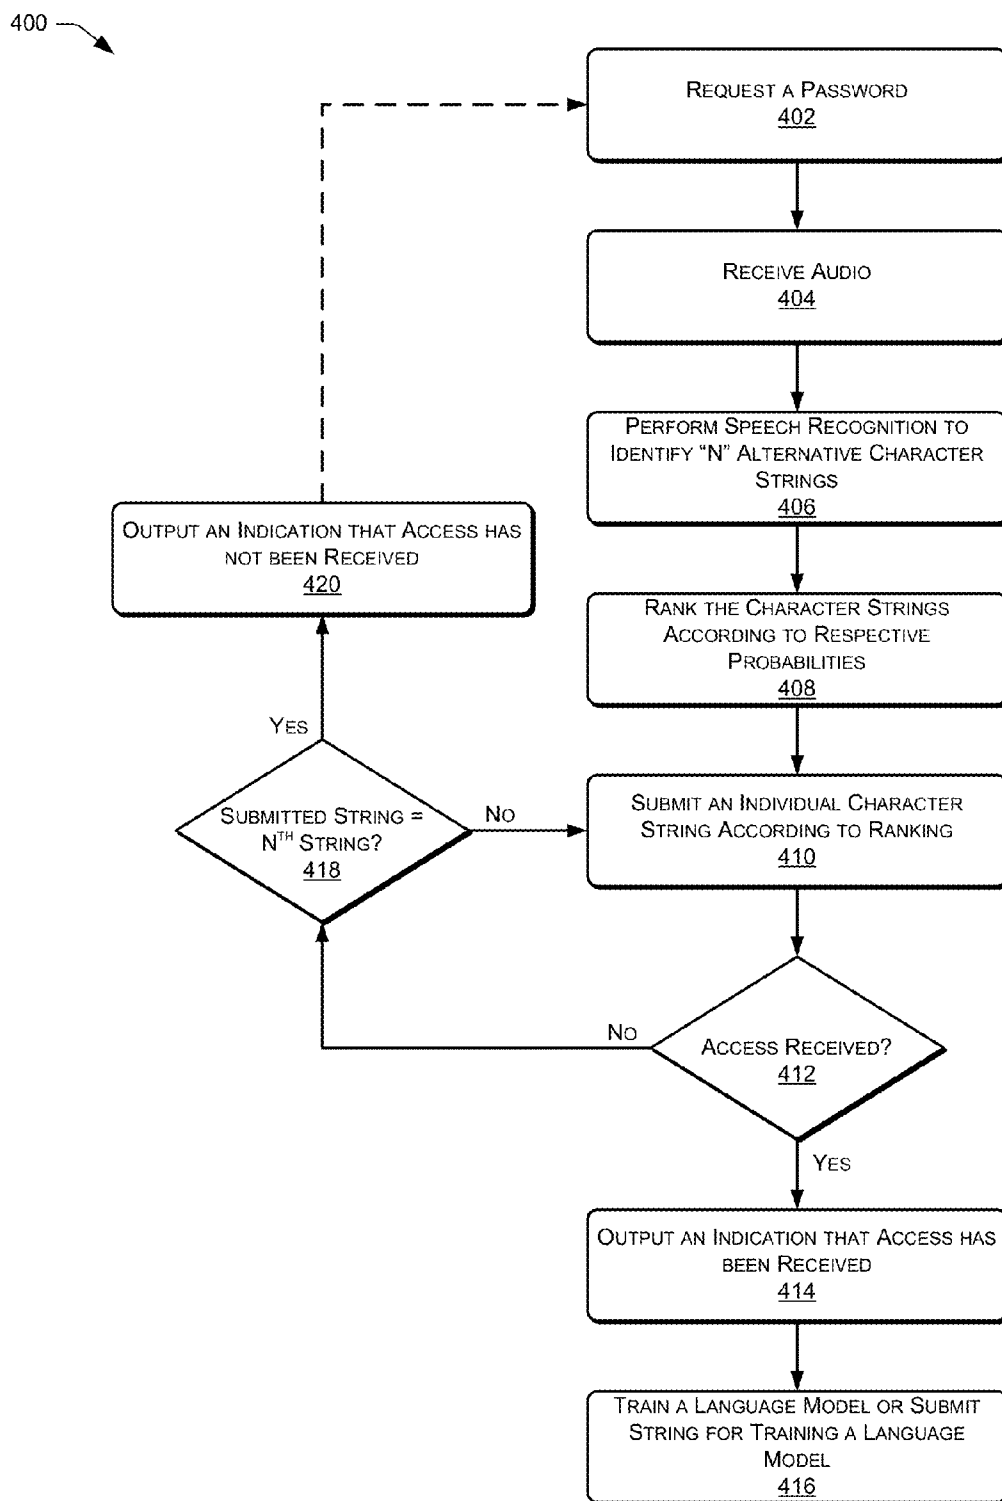 400
REQUEST A PASSWORD
402
RECEIVE AUDIO
404
PERFORM SPEECH RECOGNITION TO
IDENTIFY “N” ALTERNATIVE CHARACTER
STRINGS
406
OUTPUT AN INDICATION THAT ACCESS HAS
NOT BEEN RECEIVED
420
RANK THE CHARACTER STRINGS
ACCORDING TO RESPECTIVE
PROBABILITIES
408
YES
SUBMITTED STRING =
NTH STRING?
418
NO
SUBMIT AN INDIVIDUAL CHARACTER
STRING ACCORDING TO RANKING
410
NO
ACCESS RECEIVED?
412
YES
OUTPUT AN INDICATION THAT ACCESS HAS
BEEN RECEIVED
414
TRAIN A LANGUAGE MODEL OR SUBMIT
STRING FOR TRAINING A LANGUAGE
MODEL
416